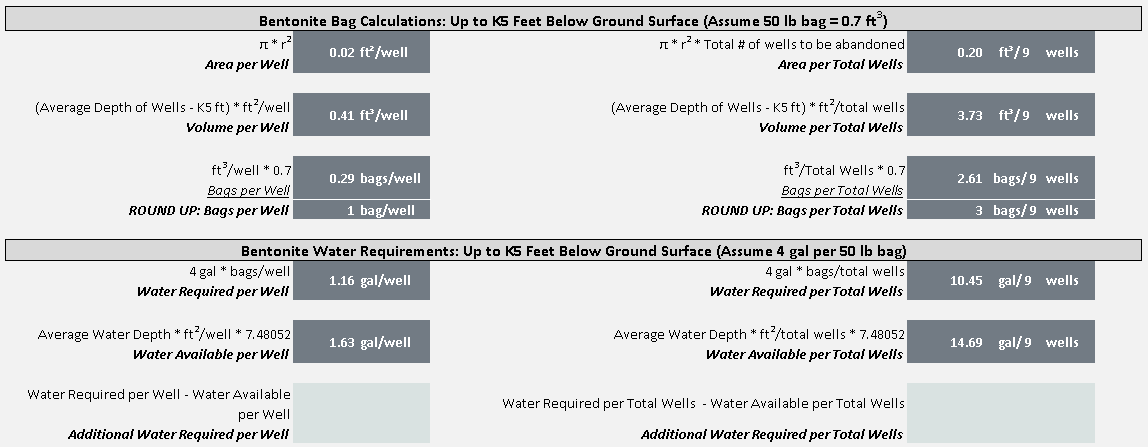 Bentonite Bag Calculations: Up to K5 Feet Below Ground Surface (Assume 50 lb bag = 0.7 ft³)
π * r²
Area per Well
0.02 ft²/well
π * r² * Total # of wells to be abandoned
Area per Total Wells
0.20 ft³/ 9 wells
(Average Depth of Wells - K5 ft) * ft²/well
Volume per Well
0.41 ft³/well
(Average Depth of Wells - K5 ft) * ft²/total wells
Volume per Total Wells
3.73 ft³/ 9 wells
ft³/well * 0.7
Bags per Well
0.29 bags/well
ROUND UP: Bags per Well
1 bag/well
ft³/Total Wells * 0.7
Bags per Total Wells
2.61 bags/ 9 wells
ROUND UP: Bags per Total Wells
3 bags/ 9 wells
Bentonite Water Requirements: Up to K5 Feet Below Ground Surface (Assume 4 gal per 50 lb bag)
4 gal * bags/well
Water Required per Well
1.16 gal/well
4 gal * bags/total wells
Water Required per Total Wells
10.45 gal/ 9 wells
Average Water Depth * ft²/well * 7.48052
Water Available per Well
1.63 gal/well
Average Water Depth * ft²/total wells * 7.48052
Water Available per Total Wells
14.69 gal/ 9 wells
Water Required per Well - Water Available
per Well
Additional Water Required per Well
Water Required per Total Wells - Water Available per Total Wells
Additional Water Required per Total Wells